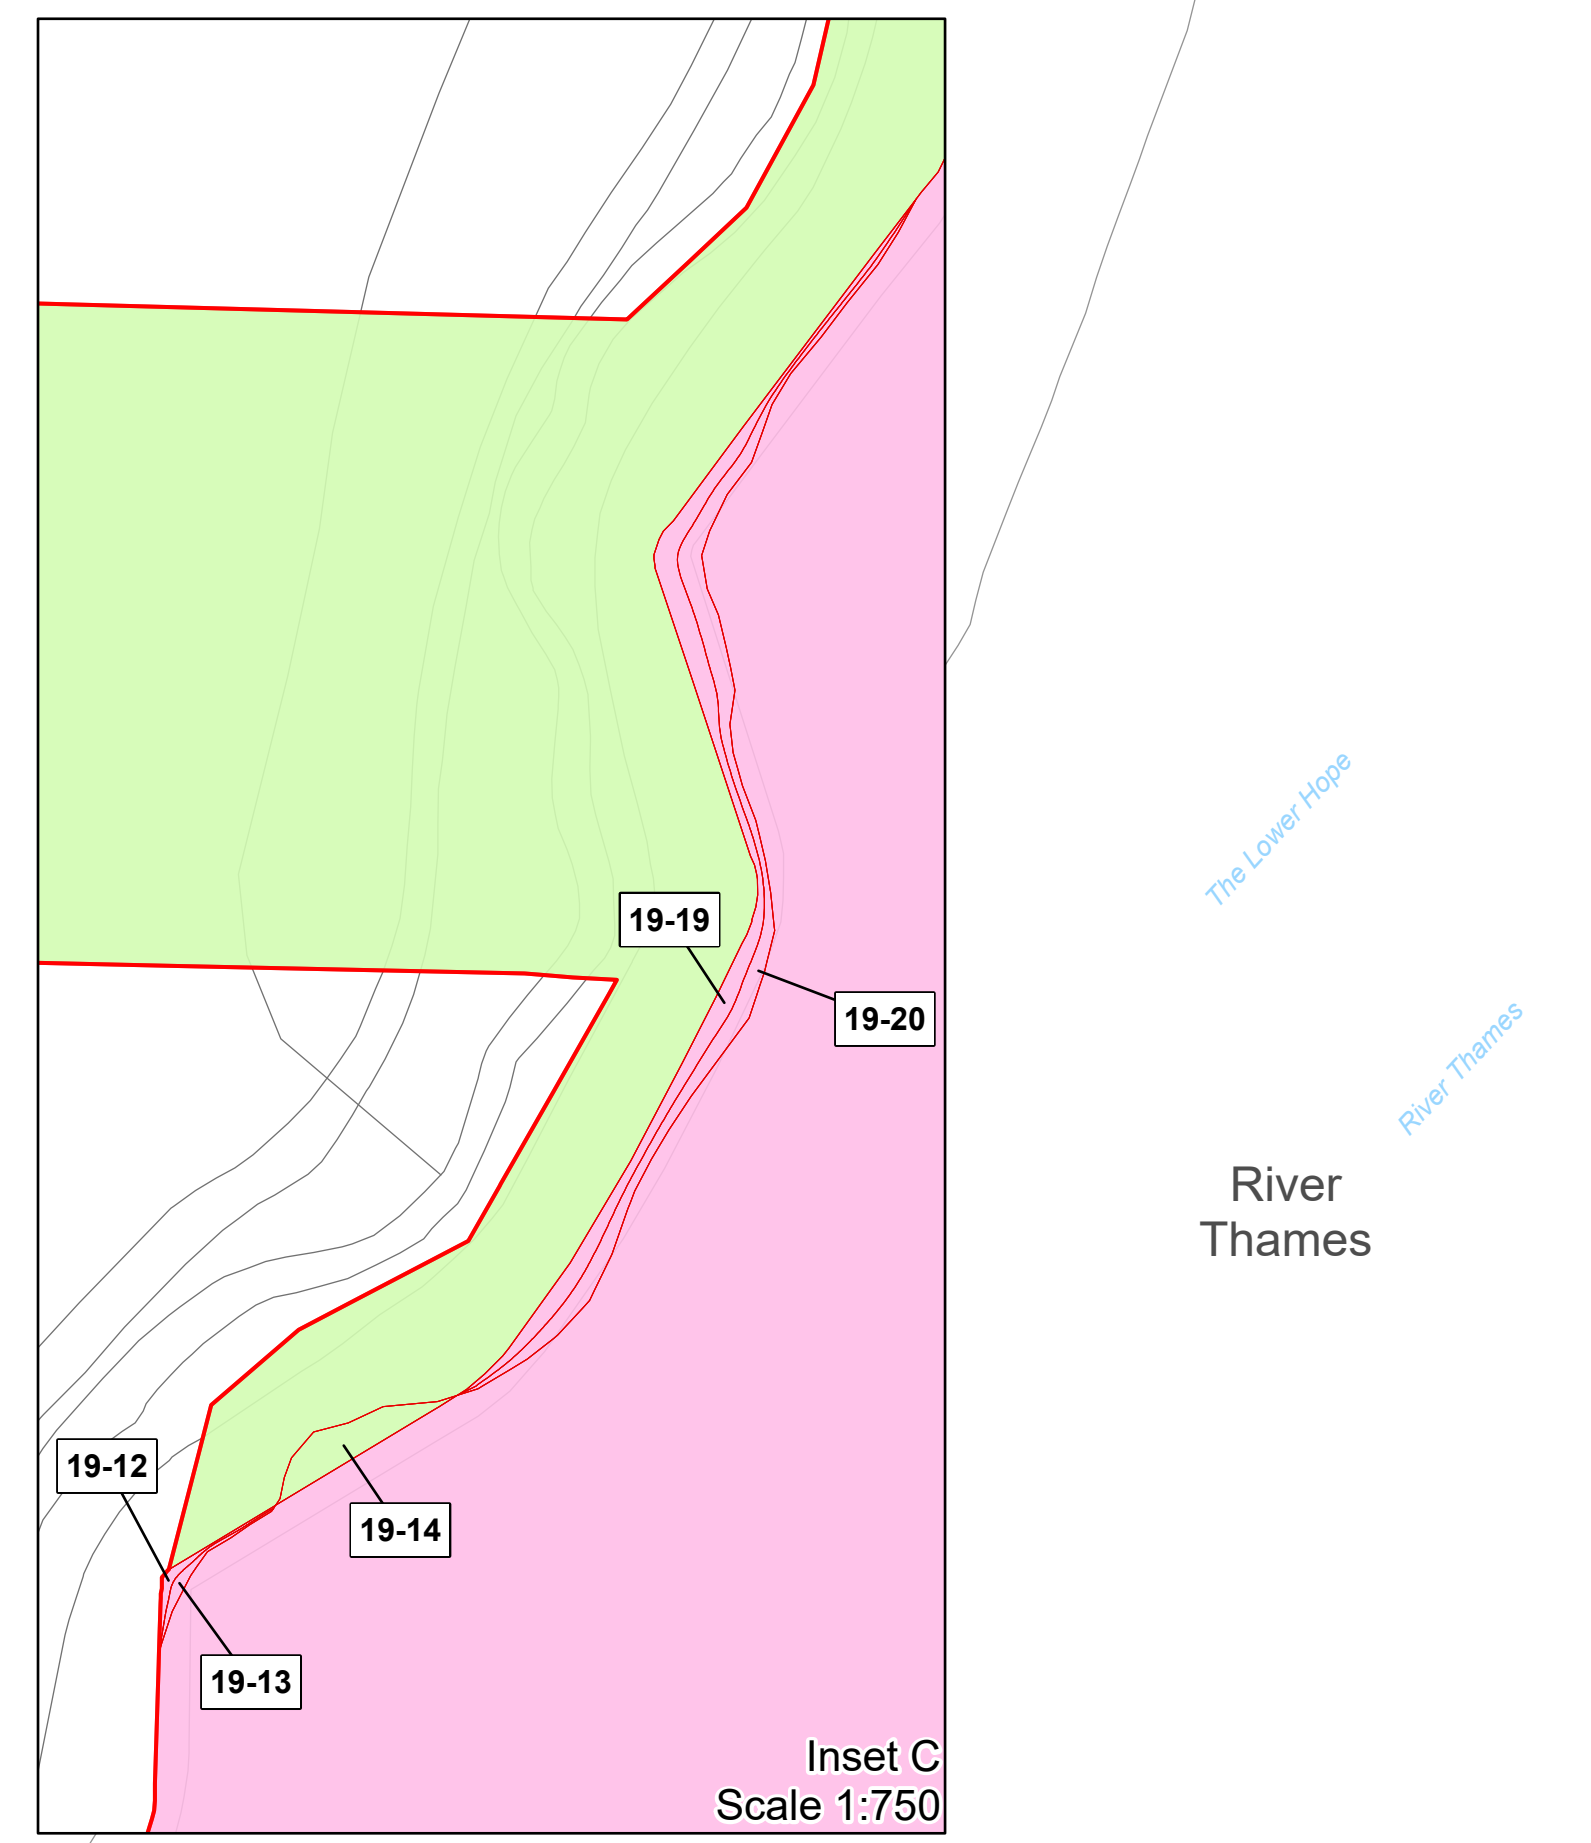 The Lower Hope
19-19
19-20
River Thames
River
Thames
19-12
19-14
19-13
Inset C
Scale 1:750